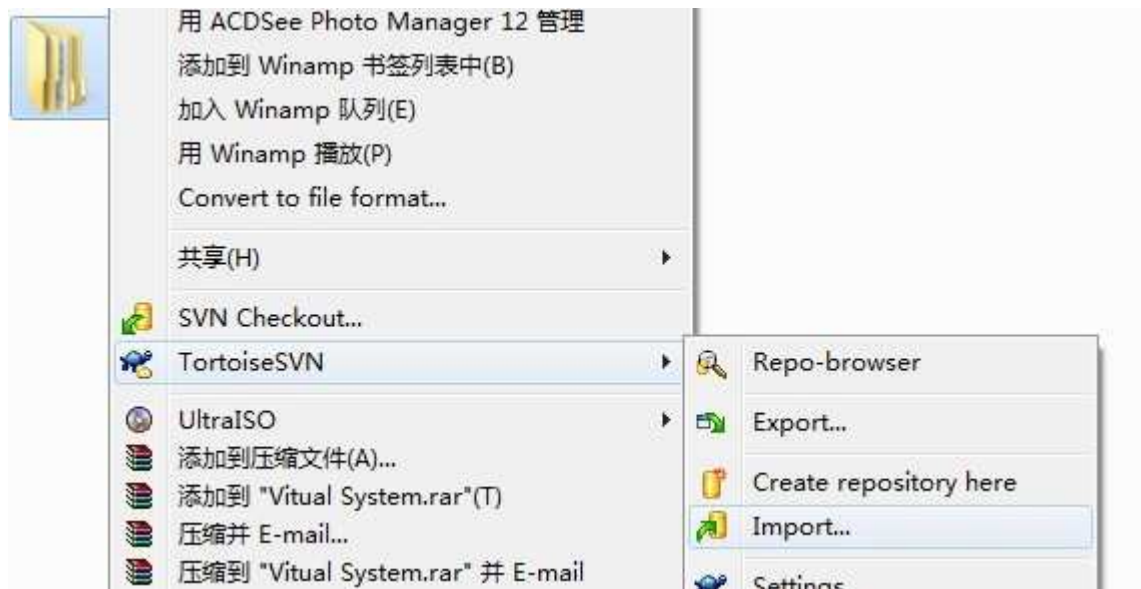 用 ACDSee Photo Manager 12 管理
添加到 Winamp 书签列表中(B)
加入 Winamp 队列(E)
用 Winamp 播放(P)
Convert to file format...
共享(H)
SVN Checkout...
TortoiseSVN
Repo-browser
UltraISO
Export...
添加到压缩文件(A)...
添加到 "Vitual System.rar"(T)
Create repository here
压缩并 E-mail...
Import...
压缩到 "Vitual System.rar" 并 E-mail
Settings